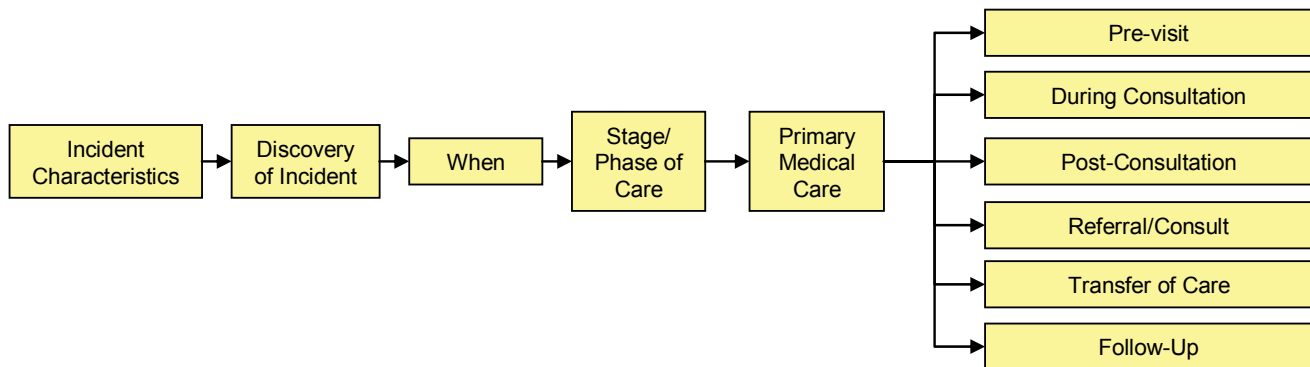 Incident
Characteristics
Discovery
of Incident
When
Stage/
Phase of
Care
Primary
Medical
Care
Pre-visit
During Consultation
Post-Consultation
Referral/Consult
Transfer of Care
Follow-Up